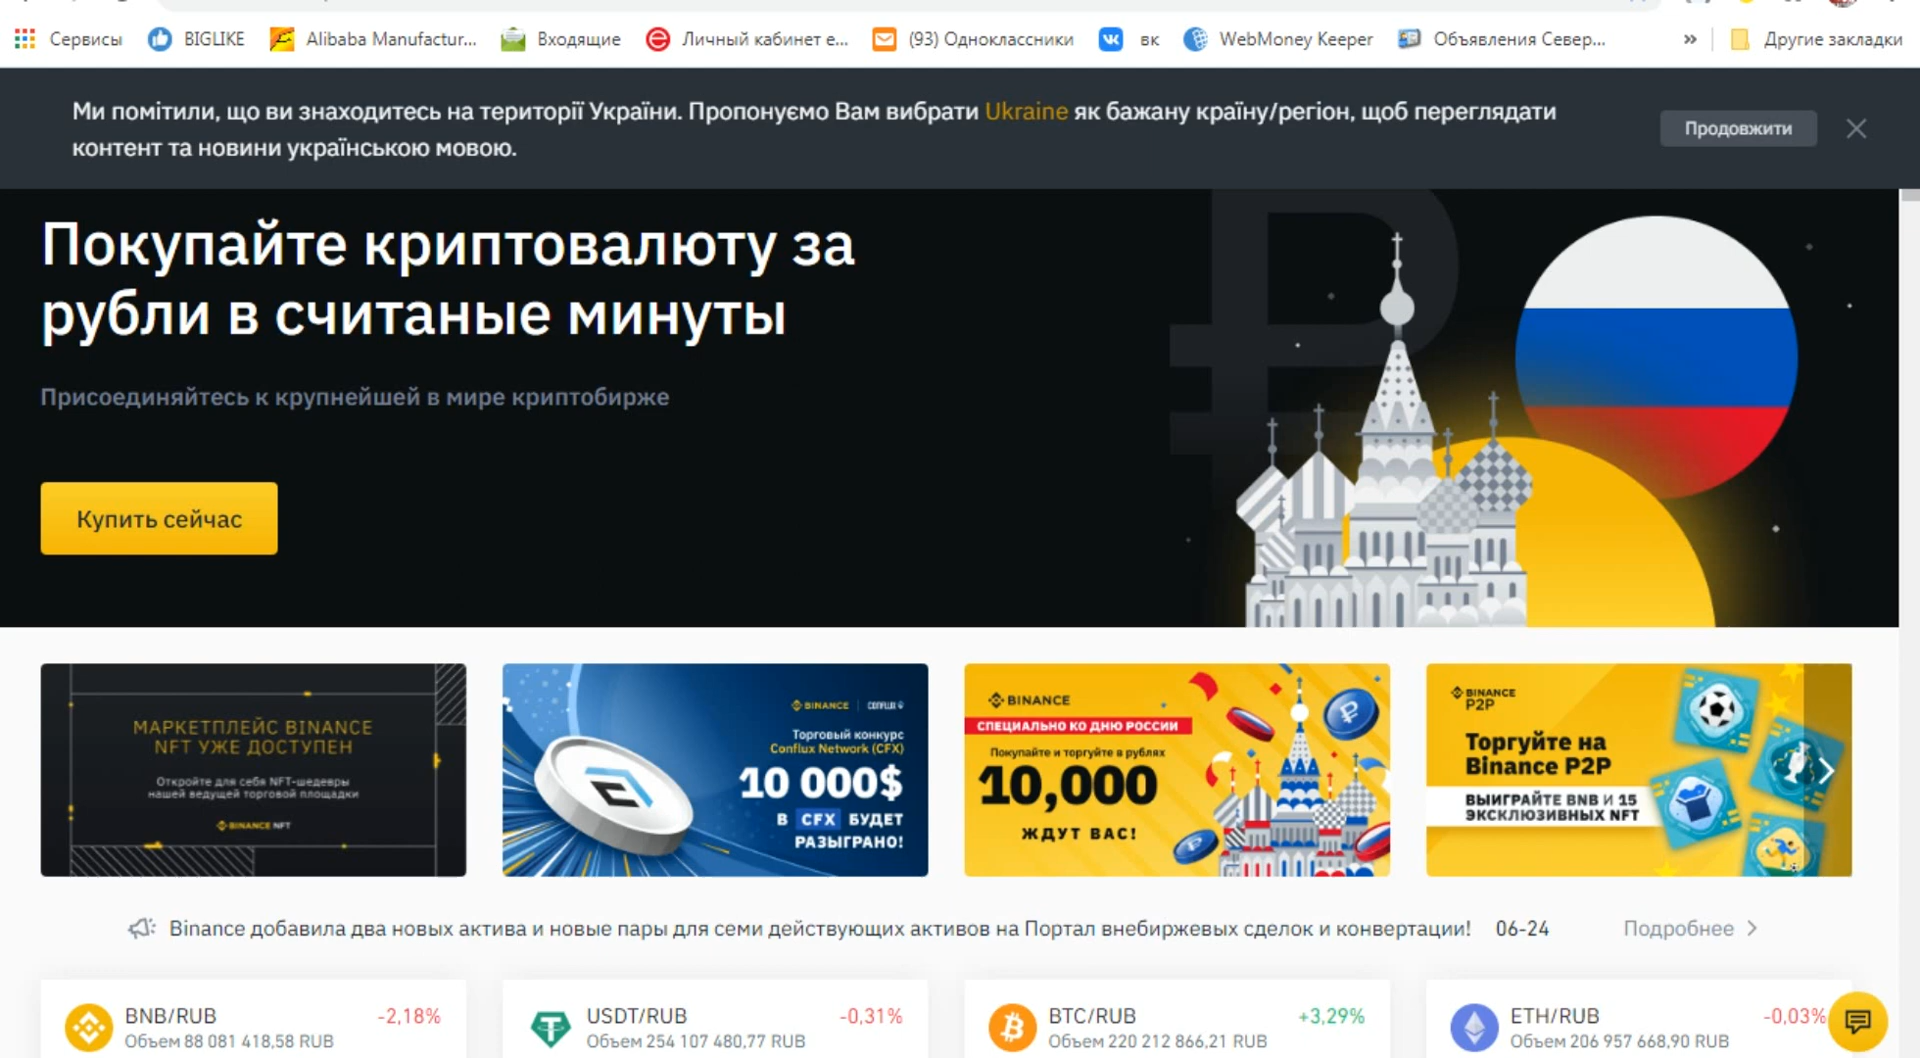 Сервисы
BIGLIKE
Alibaba Manufactur...
Входящие
Личный кабинет е...
(93) Одноклассники
вк
WebMoney Keeper
Объявления Север...
»
Другие закладки
Ми помітили, що ви знаходитесь на території України. Пропонуємо Вам вибрати Ukraine як бажану країну/регіон, щоб переглядати
контент та новини українською мовою.
Продовжити
Покупайте криптовалюту за
рубли в считаные минуты
Присоединяйтесь к крупнейшей в мире криптобирже
Купить сейчас
МАРКЕТПЛЕЙС BINANCE
NFT УЖЕ ДОСТУПЕН
Откройте для себя NFT-шедевры
нашей ведущей торговой площадки
BINANCE NFT
BINANCE | CONFLUX
Торговый конкурс
Conflux Network (CFX)
10 000$
В CFX БУДЕТ
РАЗЫГРАНО!
BINANCE
СПЕЦИАЛЬНО КО ДНЮ РОССИИ
Покупайте и торгуйте в рублях
10,000
ЖДУТ ВАС!
BINANCE
P2P
Торгуйте на
Binance P2P
ВЫИГРАЙТЕ BNB И 15
ЭКСКЛЮЗИВНЫХ NFT
Binance добавила два новых актива и новые пары для семи действующих активов на Портал внебиржевых сделок и конвертации! 06-24
Подробнее
BNB/RUB -2,18%
Объем 88 081 418,58 RUB
USDT/RUB -0,31%
Объем 254 107 480,77 RUB
BTC/RUB +3,29%
Объем 220 212 866,21 RUB
ETH/RUB -0,03%
Объем 206 957 668,90 RUB